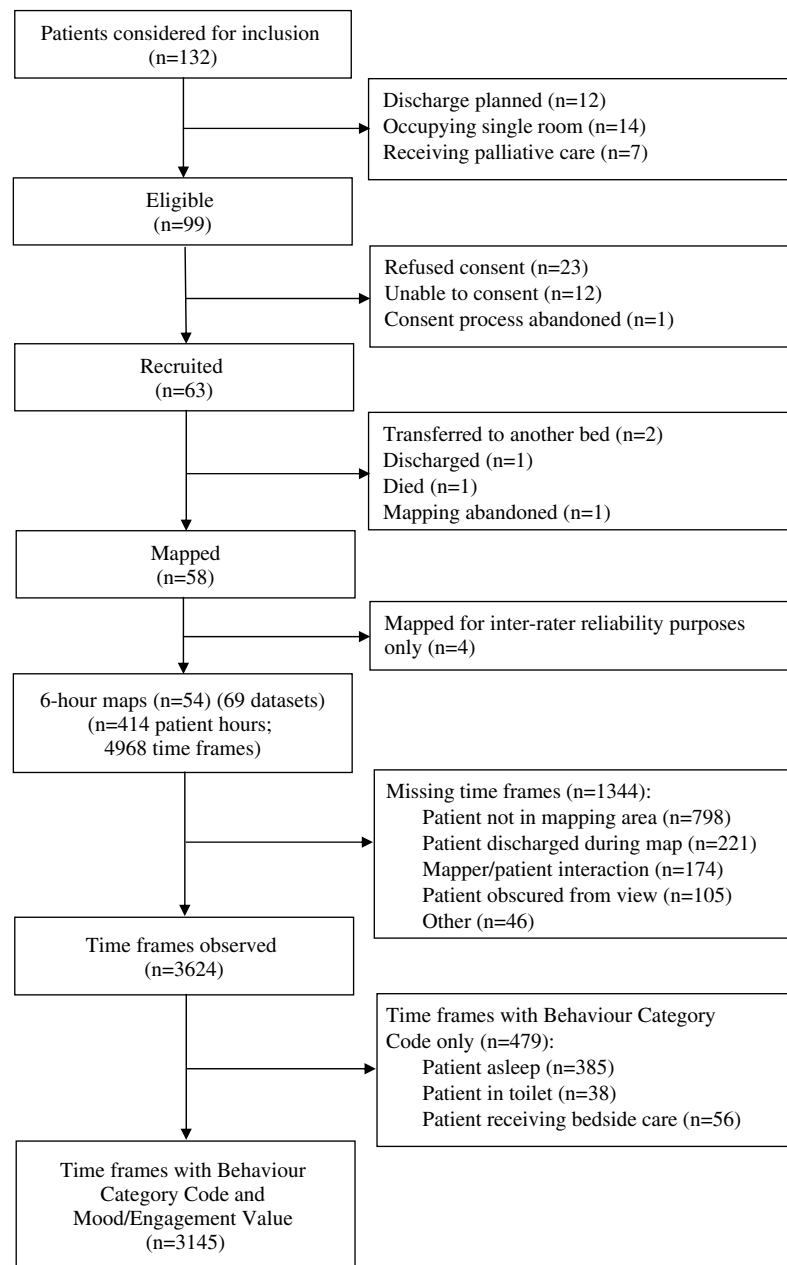 Patients considered for inclusion
(n=132)
Discharge planned (n=12)
Occupying single room (n=14)
Receiving palliative care (n=7)
Eligible
(n=99)
Refused consent (n=23)
Unable to consent (n=12)
Consent process abandoned (n=1)
Recruited
(n=63)
Transferred to another bed (n=2)
Discharged (n=1)
Died (n=1)
Mapping abandoned (n=1)
Mapped
(n=58)
Mapped for inter-rater reliability purposes
only (n=4)
6-hour maps (n=54) (69 datasets)
(n=414 patient hours;
4968 time frames)
Missing time frames (n=1344):
Patient not in mapping area (n=798)
Patient discharged during map (n=221)
Mapper/patient interaction (n=174)
Patient obscured from view (n=105)
Other (n=46)
Time frames observed
(n=3624)
Time frames with Behaviour Category
Code only (n=479):
Patient asleep (n=385)
Patient in toilet (n=38)
Patient receiving bedside care (n=56)
Time frames with Behaviour
Category Code and
Mood/Engagement Value
(n=3145)